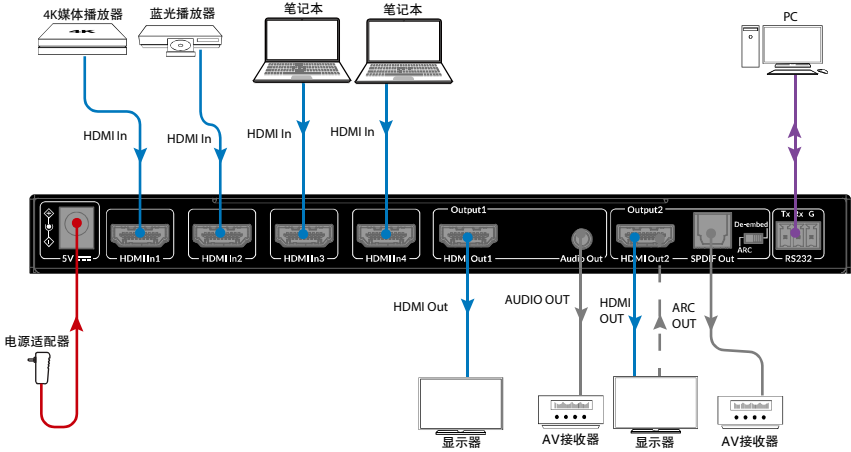 4K媒体播放器
蓝光播放器
笔记本
笔记本
PC
4K
HDMI In
HDMI In
HDMI In
HDMI In
Output1
Output2
Tx Rx G
De-embed
ARC
5V
HDMI In1
HDMI In2
HDMI In3
HDMI In4
HDMI Out1
Audio Out
HDMI Out2
SPDIF Out
RS232
HDMI Out
AUDIO OUT
HDMI
OUT
ARC
OUT
电源适配器
显示器
AV接收器
显示器
AV接收器